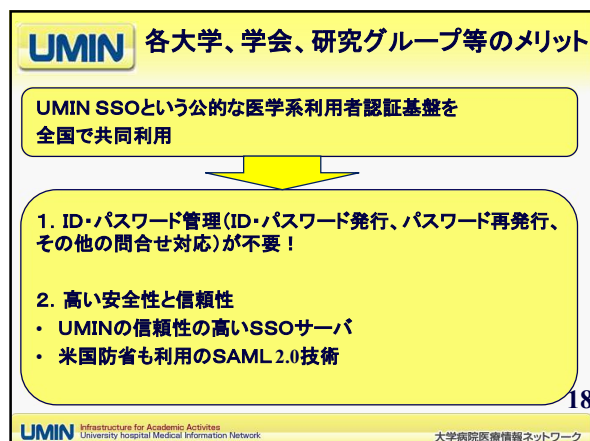 UMIN 各大学、学会、研究グループ等のメリット
UMIN SSOという公的な医学系利用者認証基盤を
全国で共同利用
1．ID・パスワード管理(ID・パスワード発行、パスワード再発行、
その他の問合せ対応)が不要！
2．高い安全性と信頼性
• UMINの信頼性の高いSSOサーバ
• 米国防省も利用のSAML2.0技術
18
UMIN Infrastructure for Academic Activites
University hospital Medical Information Network
大学病院医療情報ネットワーク